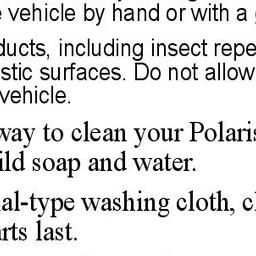 vehicle by hand or with a
ducts, including insect repe
stic surfaces. Do not allow
vehicle.
way to clean your Polaris
ild soap and water.
al-type washing cloth, cl
rts last.